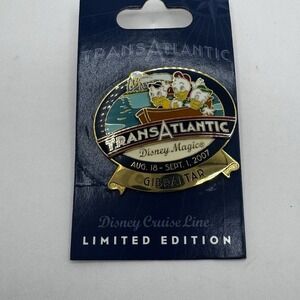 TRANSATLANTIC
TRANSATLANTIC
Disney Magic®
AUG. 18 - SEPT. 1, 2007
GIBRALTAR
Disney Cruise Line
LIMITED EDITION